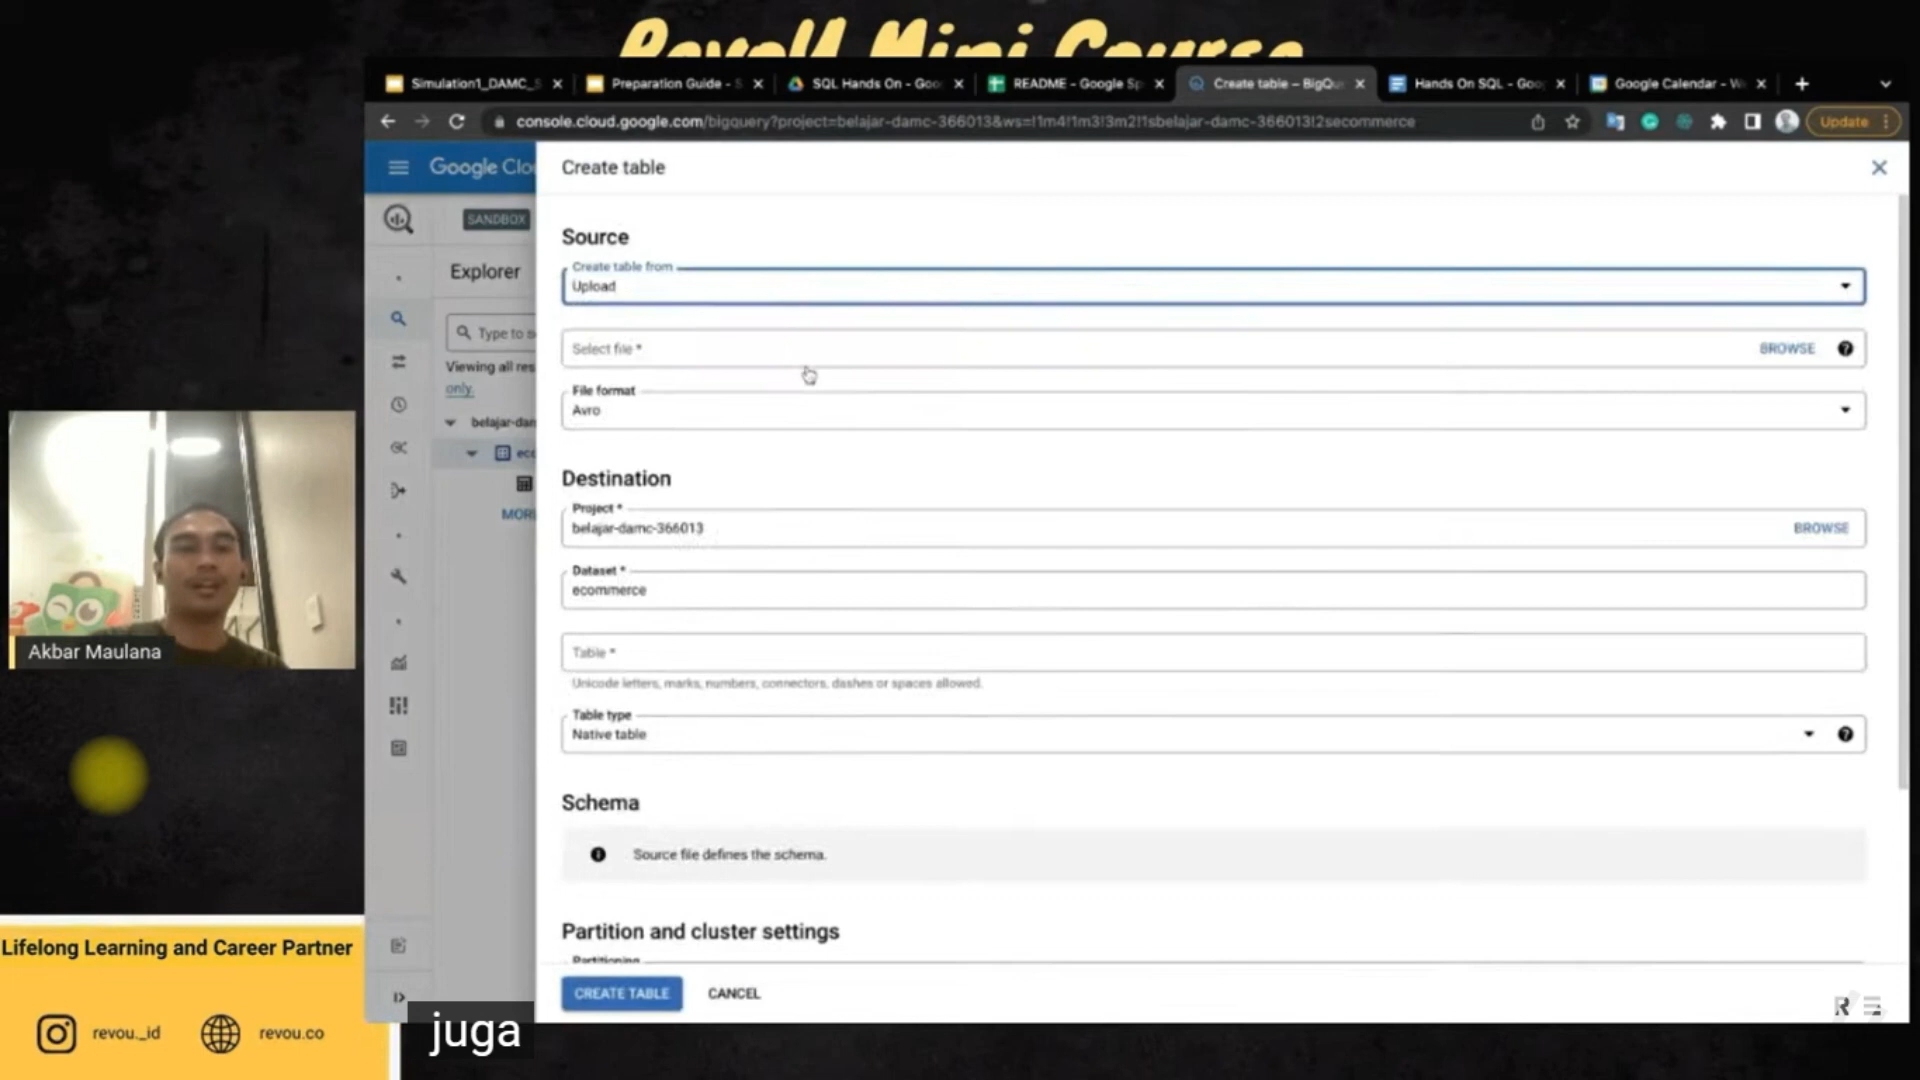 RevoU Mini Course
Simulation1_DAMC_S
Preparation Guide - S
SQL Hands On - Goo
README - Google Sp
Create table – BigQu
Hands On SQL - Goo
Google Calendar - We
console.cloud.google.com/bigquery?project=belajar-damc-366013&ws=!1m4!1m3!3m2!1sbelajar-damc-366013!2secommerce
Update
Google Clo
Create table
SANDBOX
Explorer
Type to s
Viewing all res
only.
belajar-dam
eco
MORE
Source
Create table from
Upload
Select file *
BROWSE
File format
Avro
Destination
Project *
belajar-damc-366013
BROWSE
Dataset *
ecommerce
Table *
Unicode letters, marks, numbers, connectors, dashes or spaces allowed.
Table type
Native table
Schema
Source file defines the schema.
Partition and cluster settings
Partitioning
CREATE TABLE
CANCEL
Akbar Maulana
Lifelong Learning and Career Partner
revou_id
revou.co
juga